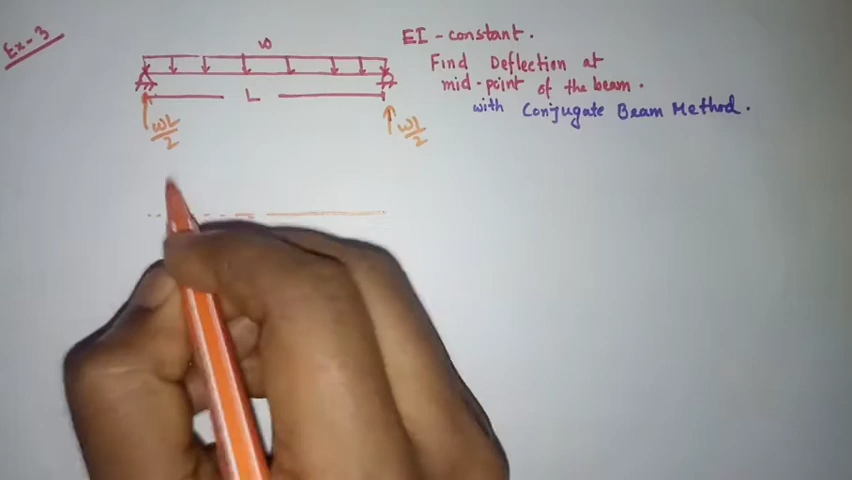 Ex-3
w
L
wL/2
wL/2
EI - constant.
Find Deflection at
mid-point of the beam.
with Conjugate Beam Method.